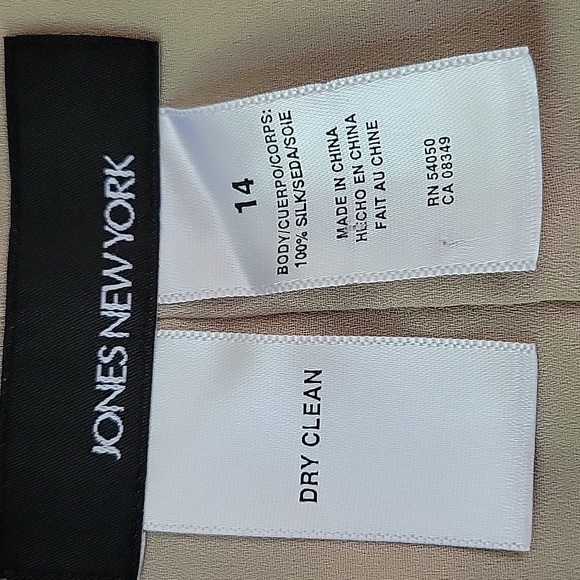 JONES NEW YORK
14
BODY/CUERPO/CORPS:
100% SILK/SEDA/SOIE
MADE IN CHINA
HECHO EN CHINA
FAIT AU CHINE
RN 54050
CA 08349
DRY CLEAN